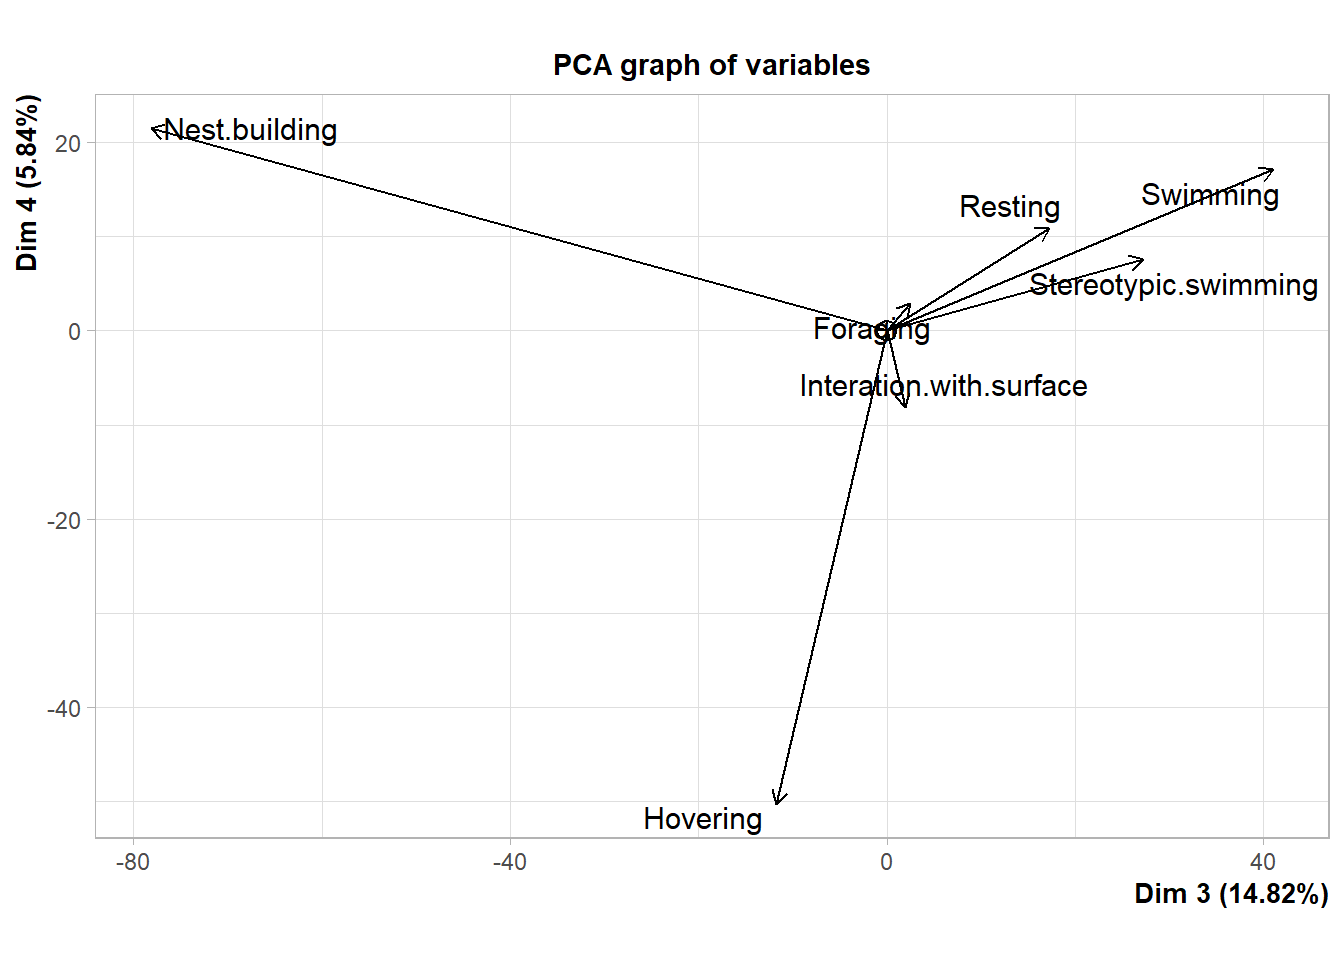 PCA graph of variables
Dim 4 (5.84%)
20
0
-20
-40
Nest.building
Swimming
Resting
Stereotypic.swimming
Foraging
Interation.with.surface
Hovering
-80
-40
0
40
Dim 3 (14.82%)